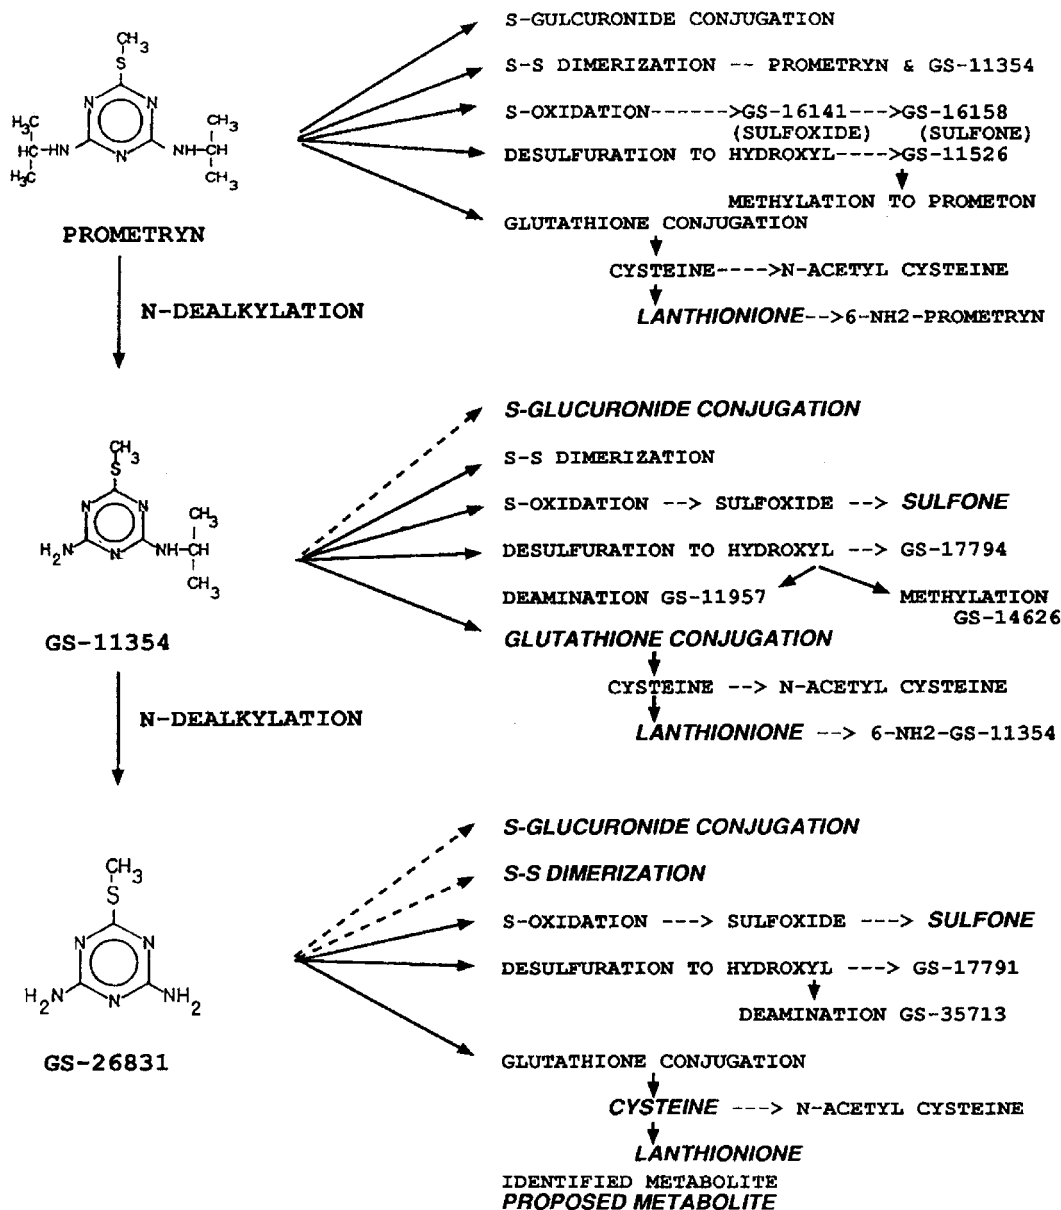 CH3
S
N N
H3C CH3
CH-HN N NH-CH
H3C CH3
PROMETRYN
N-DEALKYLATION
S-GULCURONIDE CONJUGATION
S-S DIMERIZATION -- PROMETRYN & GS-11354
S-OXIDATION------>GS-16141--->GS-16158
(SULFOXIDE) (SULFONE)
DESULFURATION TO HYDROXYL---->GS-11526
METHYLATION TO PROMETON
GLUTATHIONE CONJUGATION
CYSTEINE---->N-ACETYL CYSTEINE
LANTHIONIONE-->6-NH2-PROMETRYN
CH3
S
N N
CH3
H2N N NH-CH
CH3
GS-11354
N-DEALKYLATION
S-GLUCURONIDE CONJUGATION
S-S DIMERIZATION
S-OXIDATION --> SULFOXIDE --> SULFONE
DESULFURATION TO HYDROXYL --> GS-17794
DEAMINATION GS-11957
METHYLATION
GS-14626
GLUTATHIONE CONJUGATION
CYSTEINE --> N-ACETYL CYSTEINE
LANTHIONIONE --> 6-NH2-GS-11354
CH3
S
N N
H2N N NH2
GS-26831
S-GLUCURONIDE CONJUGATION
S-S DIMERIZATION
S-OXIDATION ---> SULFOXIDE ---> SULFONE
DESULFURATION TO HYDROXYL ---> GS-17791
DEAMINATION GS-35713
GLUTATHIONE CONJUGATION
CYSTEINE ---> N-ACETYL CYSTEINE
LANTHIONIONE
IDENTIFIED METABOLITE
PROPOSED METABOLITE